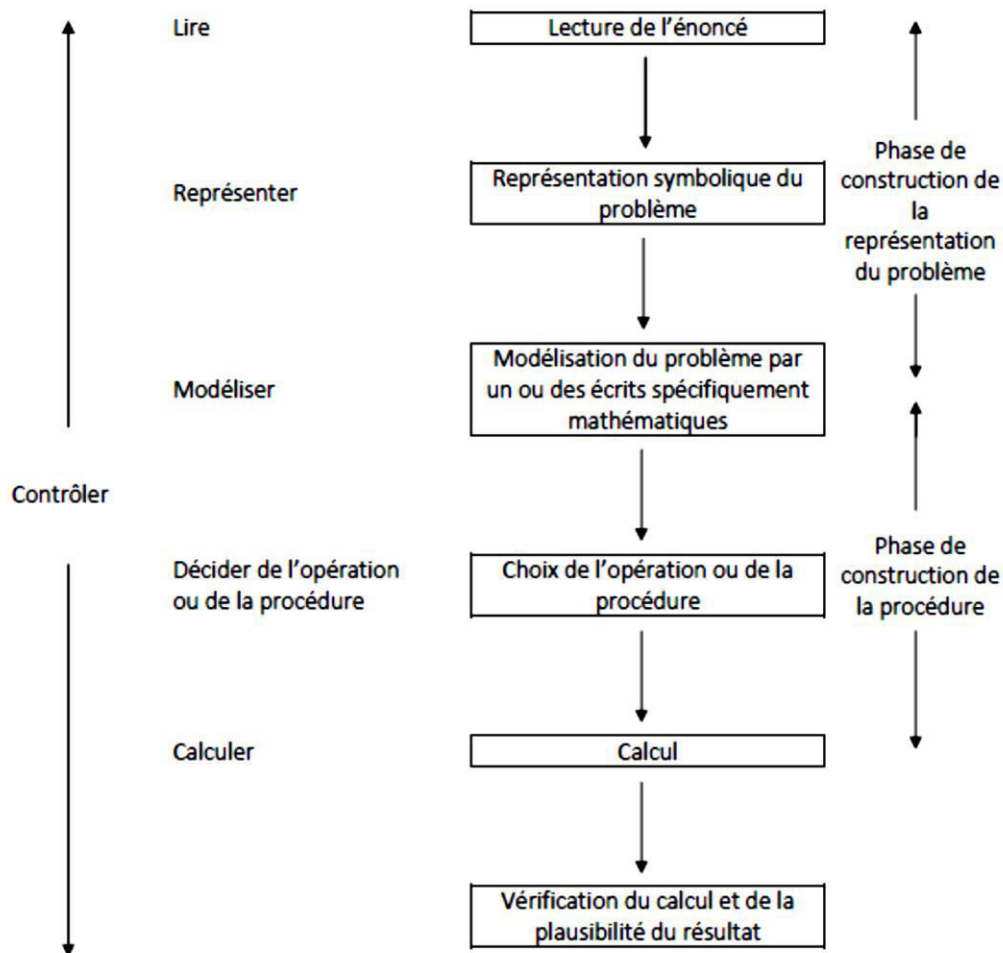 Lire
Lecture de l’énoncé
Représenter
Représentation symbolique du
problème
Phase de
construction de
la
représentation
du problème
Modéliser
Modélisation du problème par
un ou des écrits spécifiquement
mathématiques
Contrôler
Décider de l’opération
ou de la procédure
Choix de l’opération ou de la
procédure
Phase de
construction de
la procédure
Calculer
Calcul
Vérification du calcul et de la
plausibilité du résultat